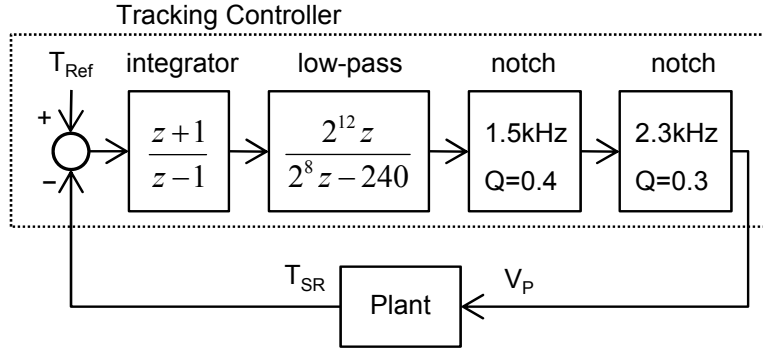 Tracking Controller
T_Ref integrator low-pass notch notch
+
z + 1
z − 1
2^12 z
2^8 z − 240
1.5kHz
Q=0.4
2.3kHz
Q=0.3
−
T_SR
Plant
V_P